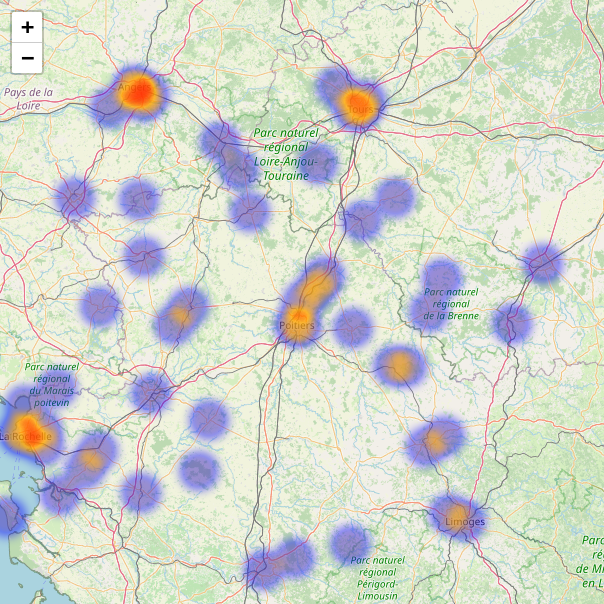 +
−
Pays de la
Loire
Angers
Tours
Parc naturel
régional
Loire-Anjou-
Touraine
Parc naturel
régional
de la Brenne
Poitiers
Parc naturel
régional
du Marais
poitevin
La Rochelle
Limoges
Parc naturel
régional
Périgord-
Limousin
Parc
de Mi
en L